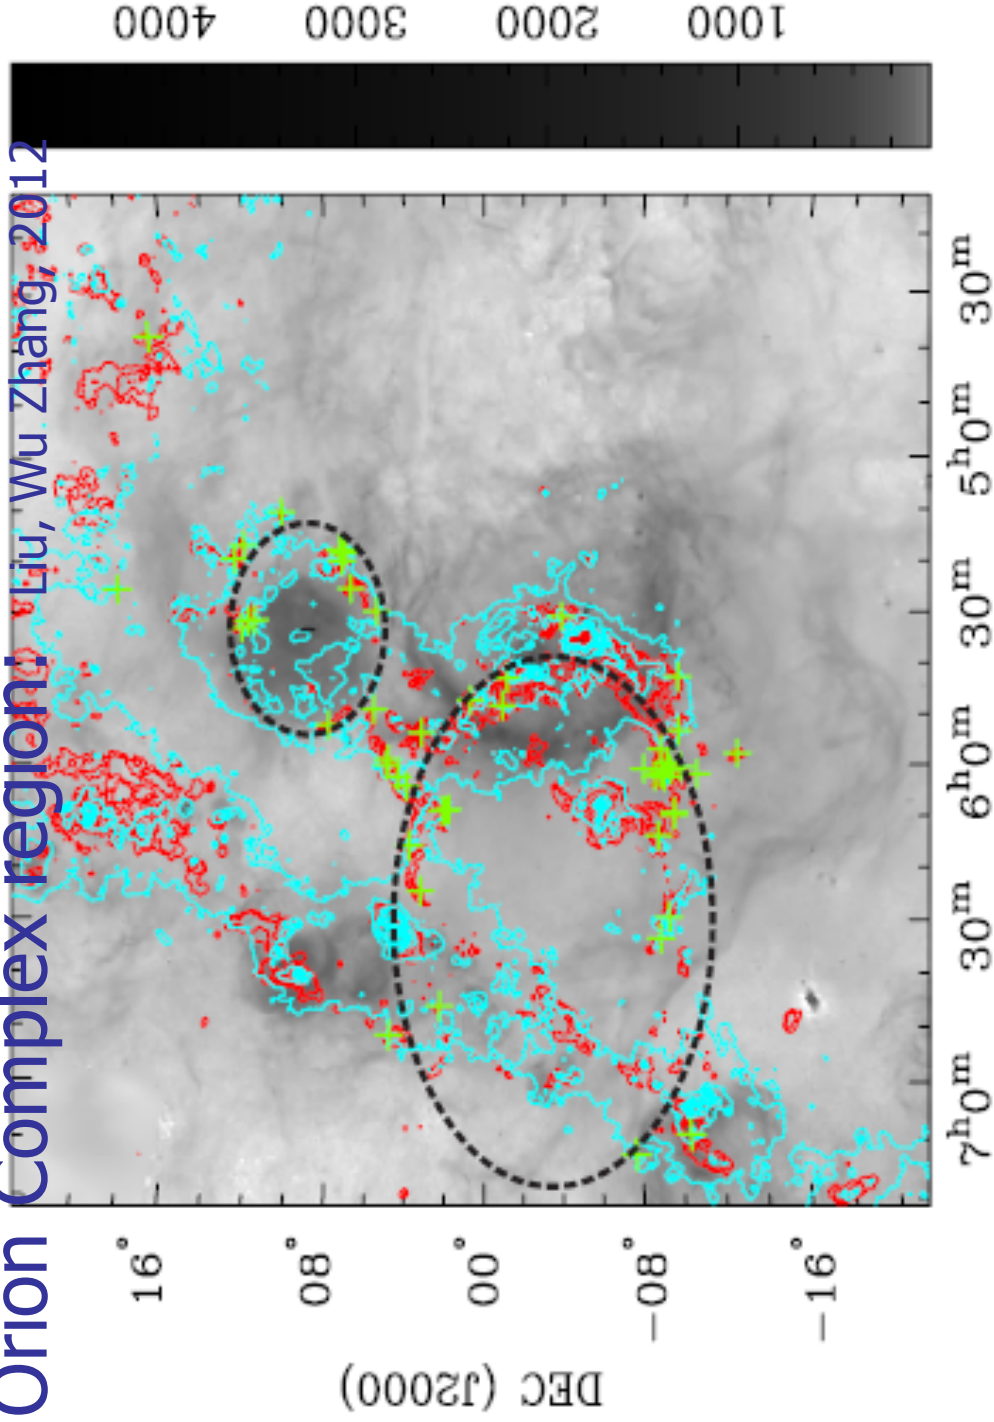 Orion Complex region: Liu, Wu Zhang, 2012
4000
3000
2000
1000
16°
08°
00°
−08°
−16°
DEC (J2000)
7h0m
30m
6h0m
30m
5h0m
30m